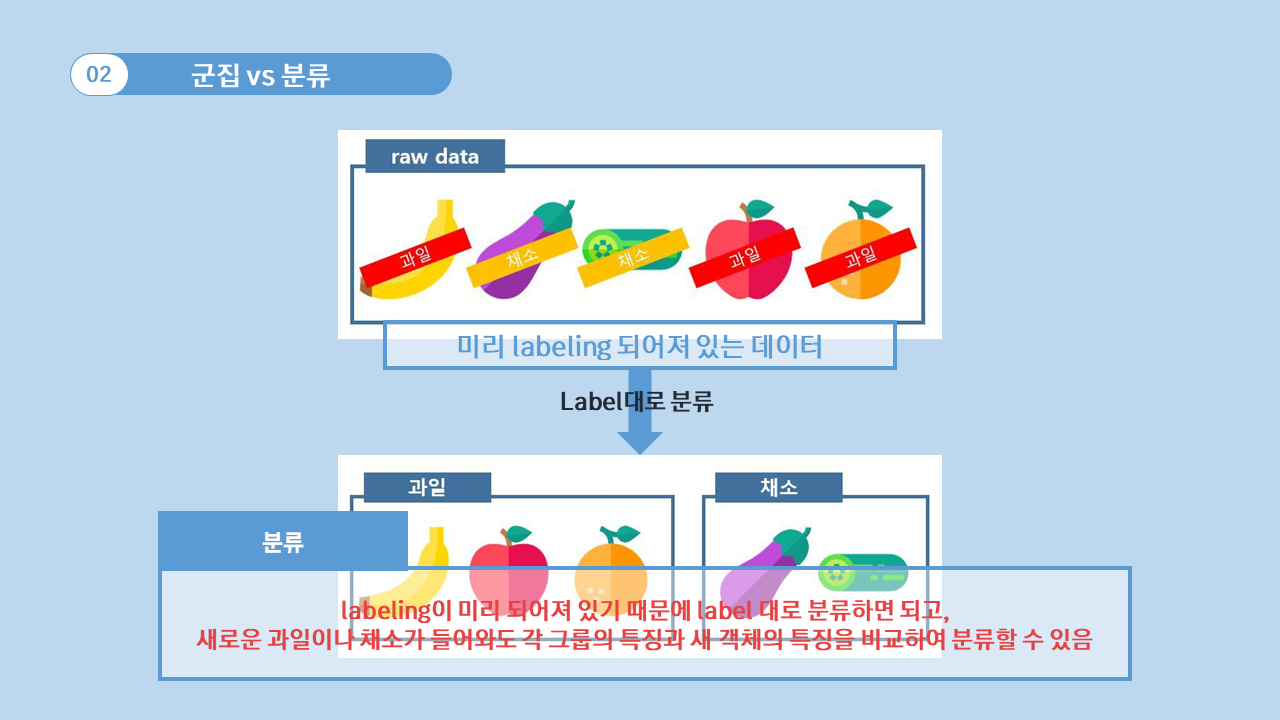 02
군집 vs 분류
raw data
과일
채소
채소
과일
과일
미리 labeling 되어져 있는 데이터
Label대로 분류
과일
채소
분류
labeling이 미리 되어져 있기 때문에 label 대로 분류하면 되고,
새로운 과일이나 채소가 들어와도 각 그룹의 특징과 새 객체의 특징을 비교하여 분류할 수 있음